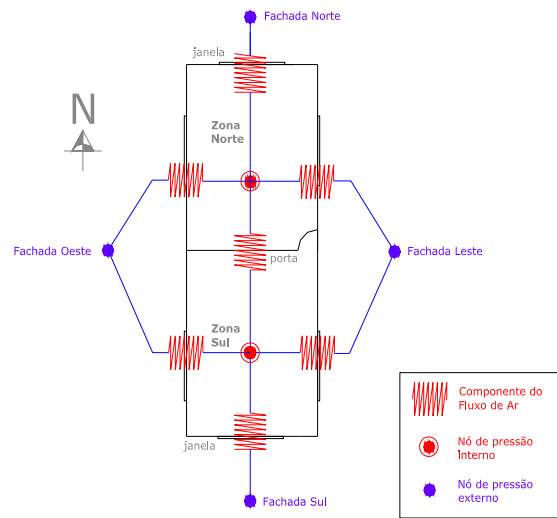 Fachada Norte
janela
Zona
Norte
N
Fachada Oeste
Fachada Leste
porta
Zona
Sul
janela
Fachada Sul
Componente do
Fluxo de Ar
Nó de pressão
Interno
Nó de pressão
externo